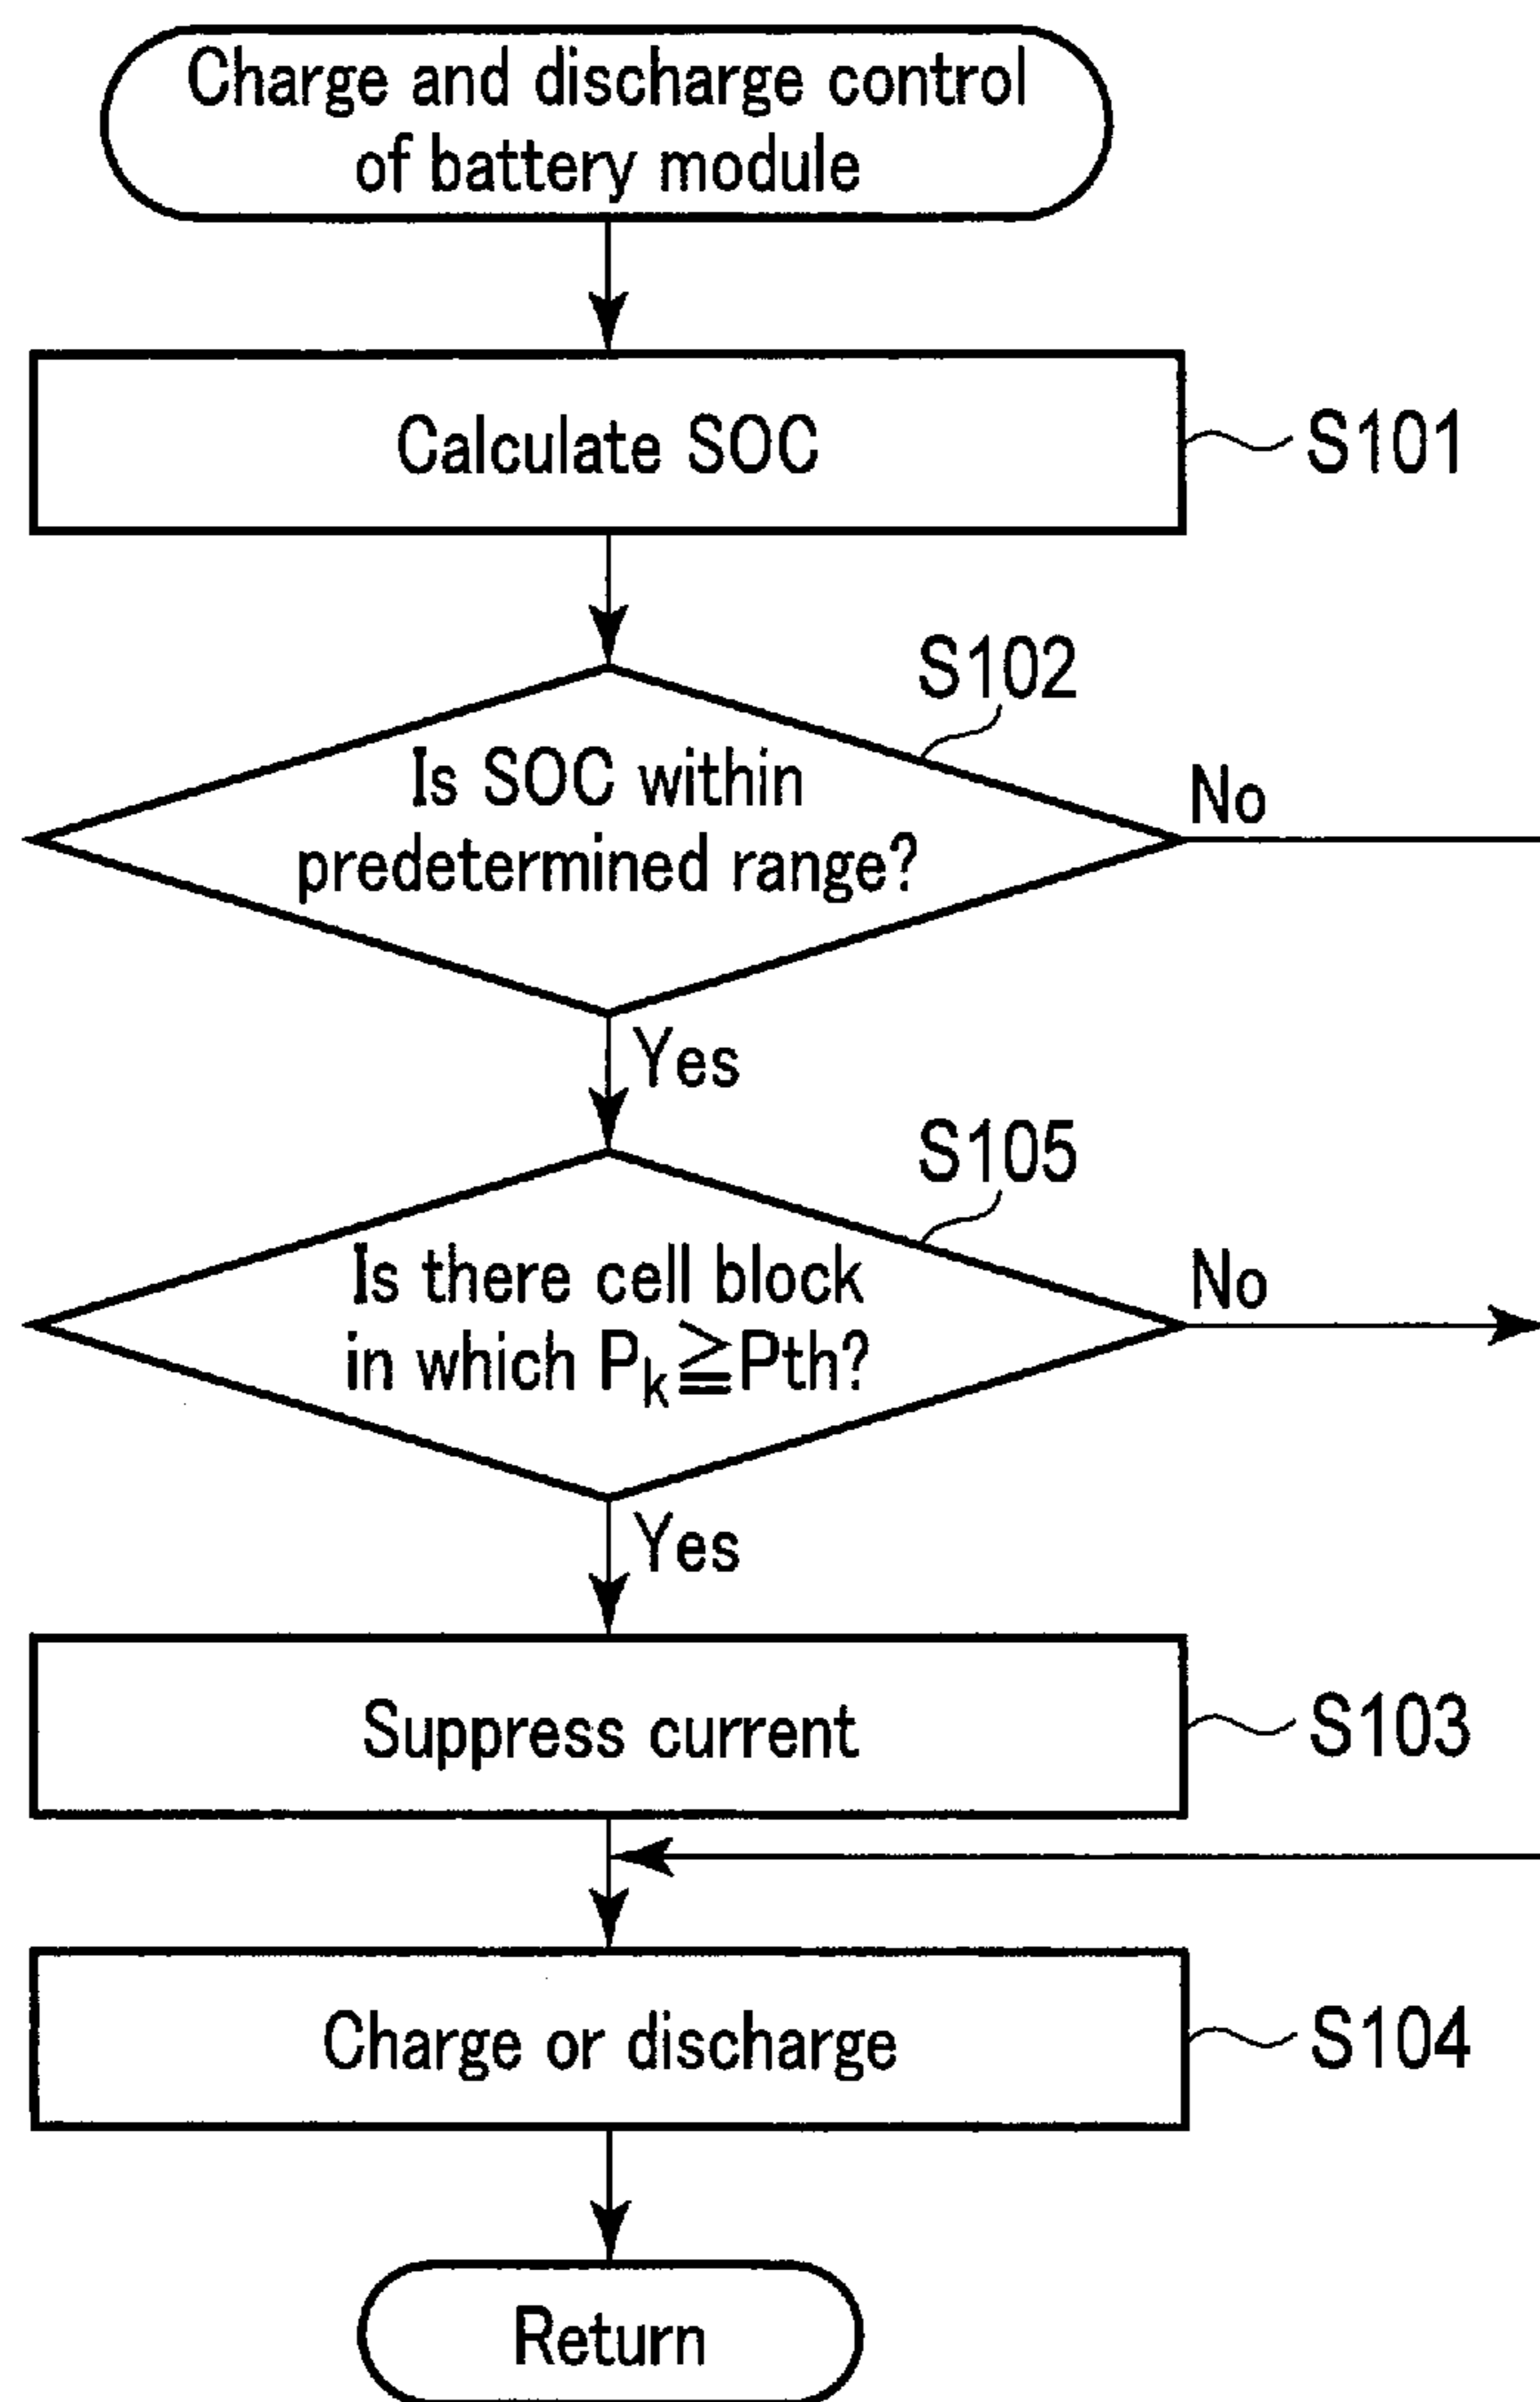 Charge and discharge control
of battery module
Calculate SOC
S101
S102
Is SOC within
predetermined range?
No
Yes
S105
Is there cell block
in which Pk≧Pth?
No
Yes
Suppress current
S103
Charge or discharge
S104
Return